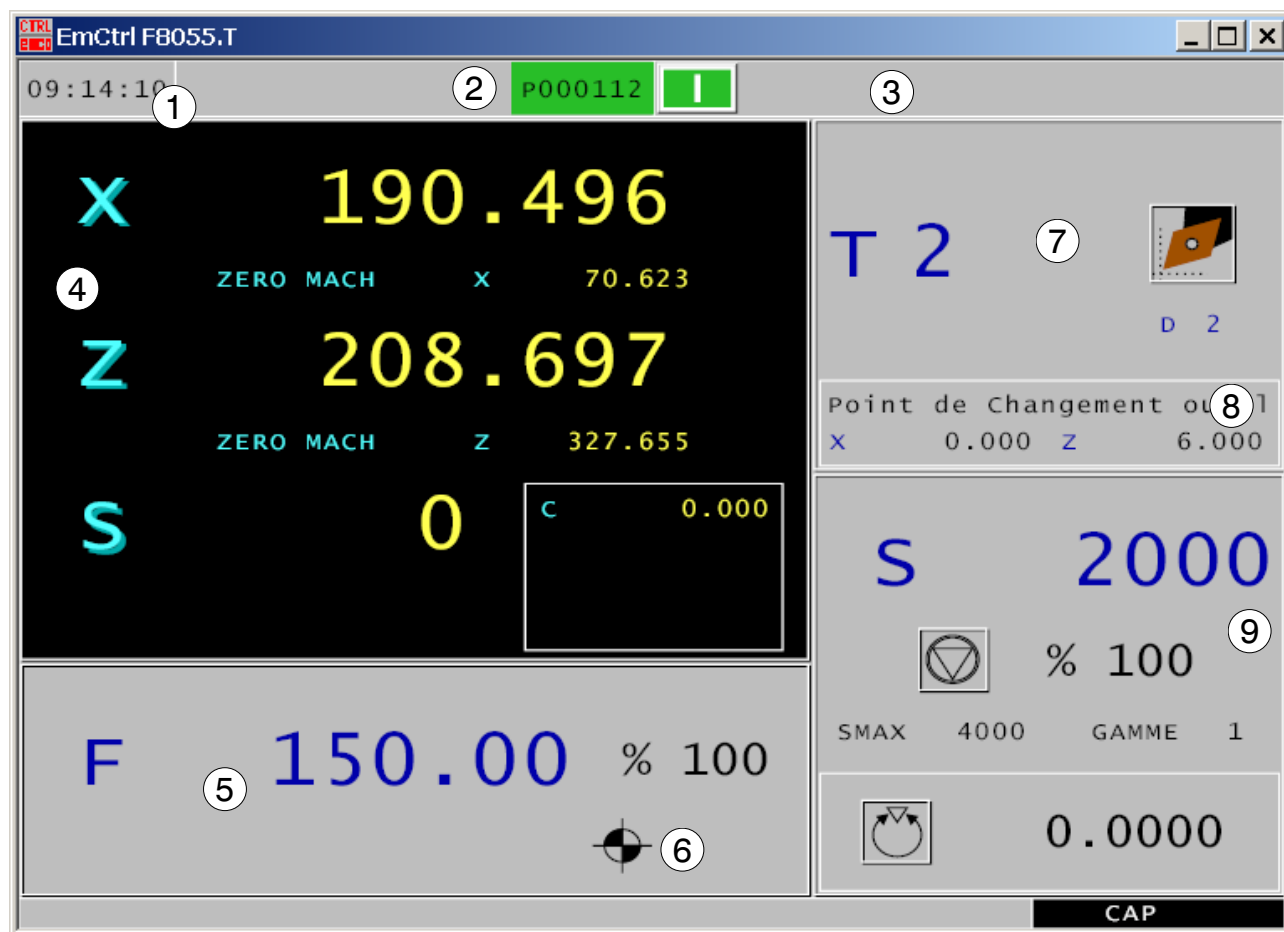 CTRL
EmCtrl F8055.T
09:14:10
1
2
P000112
3
X 190.496
ZERO MACH X 70.623
4
Z 208.697
ZERO MACH Z 327.655
S 0
C 0.000
T 2
7
D 2
Point de Changement
8
X 0.000 Z 6.000
S 2000
9
% 100
SMAX 4000 GAMME 1
0.0000
F 150.00 % 100
5
6
CAP